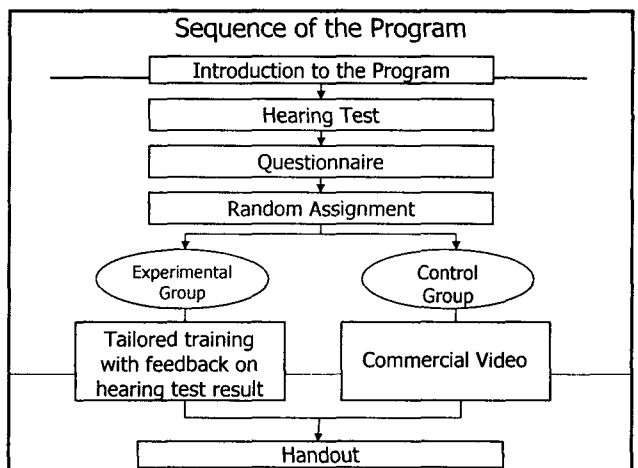 Sequence of the Program
Introduction to the Program
Hearing Test
Questionnaire
Random Assignment
Experimental
Group
Control
Group
Tailored training
with feedback on
hearing test result
Commercial Video
Handout